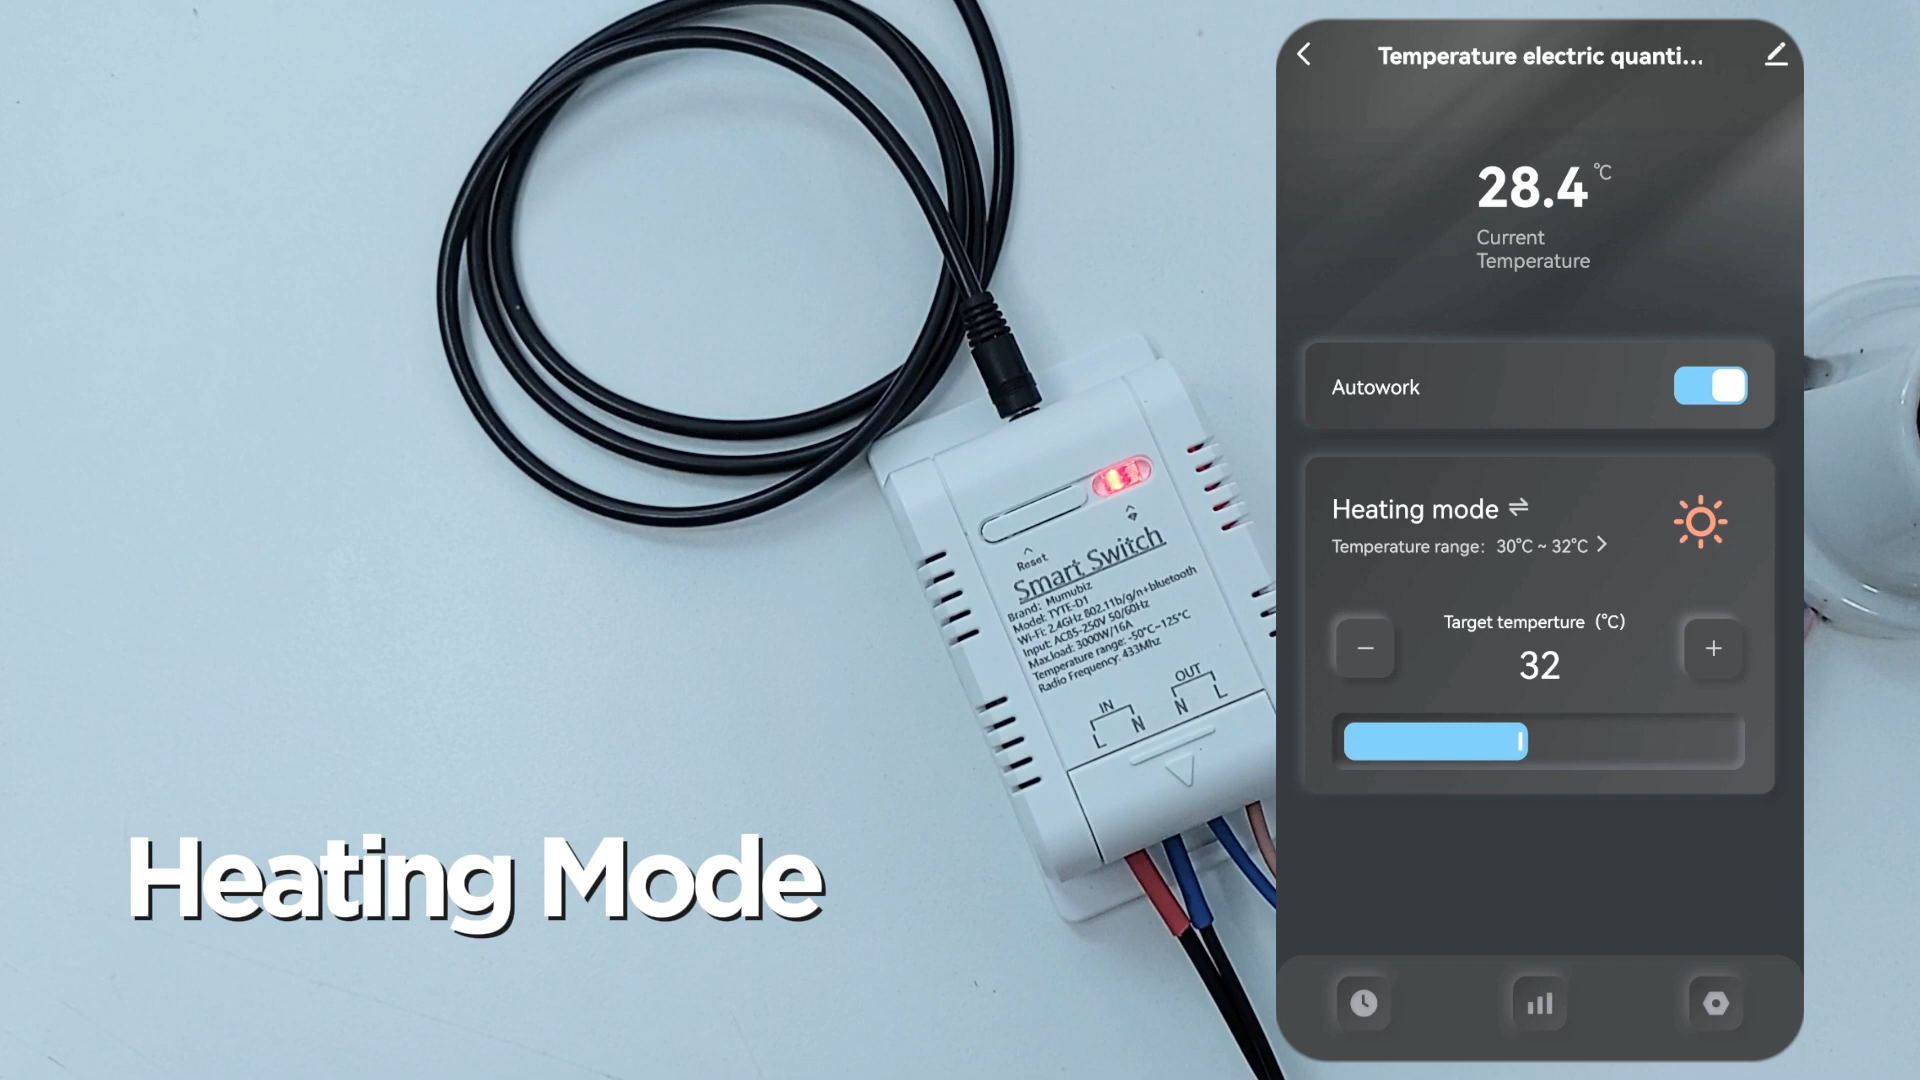 Temperature electric quanti...
28.4 °C
Current
Temperature
Autowork
Heating mode
Temperature range: 30°C ~ 32°C
Target temperture (°C)
32
Reset
Smart Switch
Brand: Mumubiz
Model: TYTE-D1
Wi-Fi: 2.4GHz 802.11b/g/n+bluetooth
Input: AC85-250V 50/60Hz
Max.load: 3000W/16A
Temperature range: -50°C~125°C
Radio Frequency: 433Mhz
IN OUT
L N N L
Heating Mode